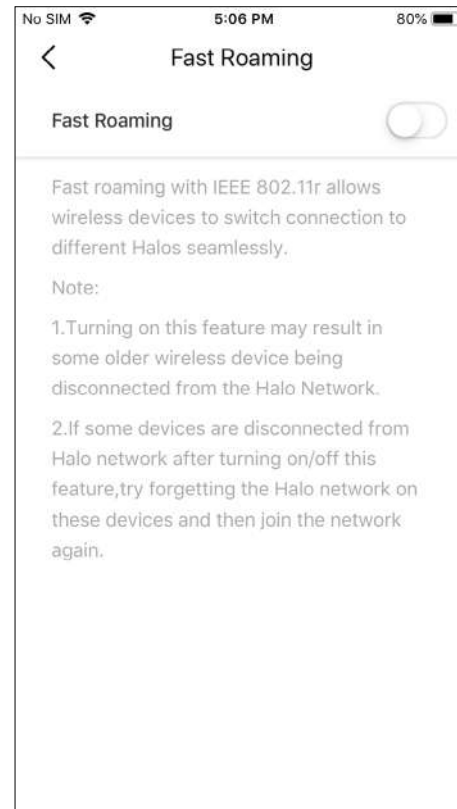 No SIM 5:06 PM 80%
Fast Roaming
Fast Roaming
Fast roaming with IEEE 802.11r allows
wireless devices to switch connection to
different Halos seamlessly.
Note:
1.Turning on this feature may result in
some older wireless device being
disconnected from the Halo Network.
2.If some devices are disconnected from
Halo network after turning on/off this
feature,try forgetting the Halo network on
these devices and then join the network
again.